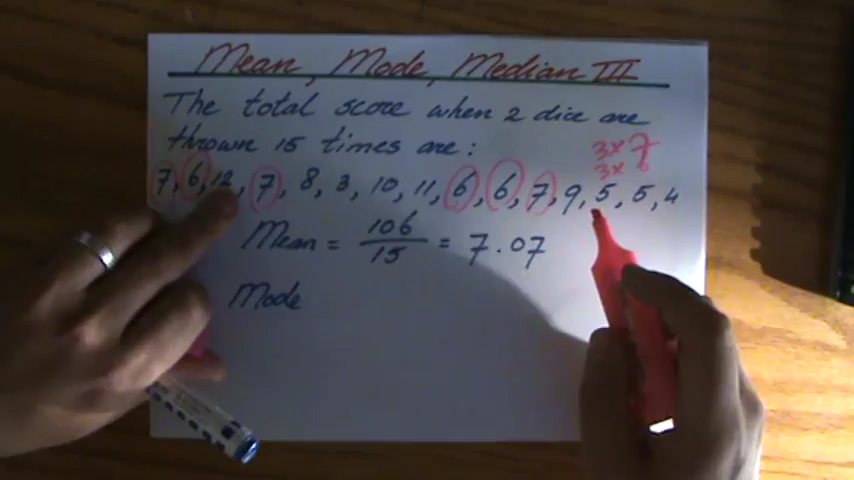 Mean, Mode, Median III
The total score when 2 dice are
thrown 15 times are:
3x7
3x6
7, 6, 12, 7, 8, 3, 10, 11, 6, 6, 7, 9, 5, 5, 4
Mean = 106/15 = 7.07
Mode